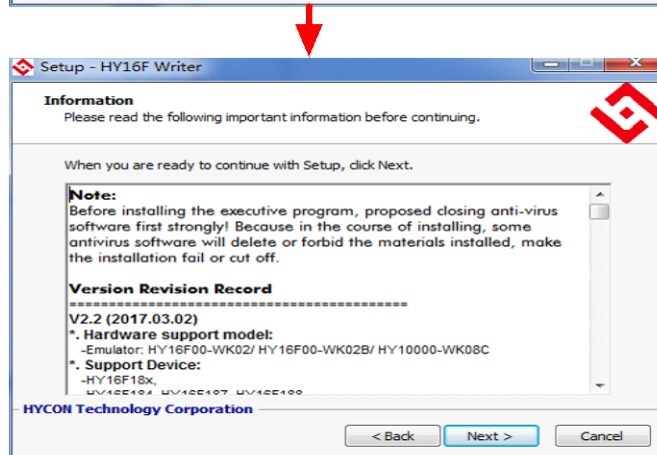 Setup - HY16F Writer
Information
Please read the following important information before continuing.
When you are ready to continue with Setup, click Next.
Note:
Before installing the executive program, proposed closing anti-virus
software first strongly! Because in the course of installing, some
antivirus software will delete or forbid the materials installed, make
the installation fail or cut off.
Version Revision Record
============================================
V2.2 (2017.03.02)
*. Hardware support model:
-Emulator: HY16F00-WK02/ HY16F00-WK02B/ HY10000-WK08C
*. Support Device:
-HY16F18x,
HY16F184, HY16F187, HY16F188
HYCON Technology Corporation
< Back
Next >
Cancel